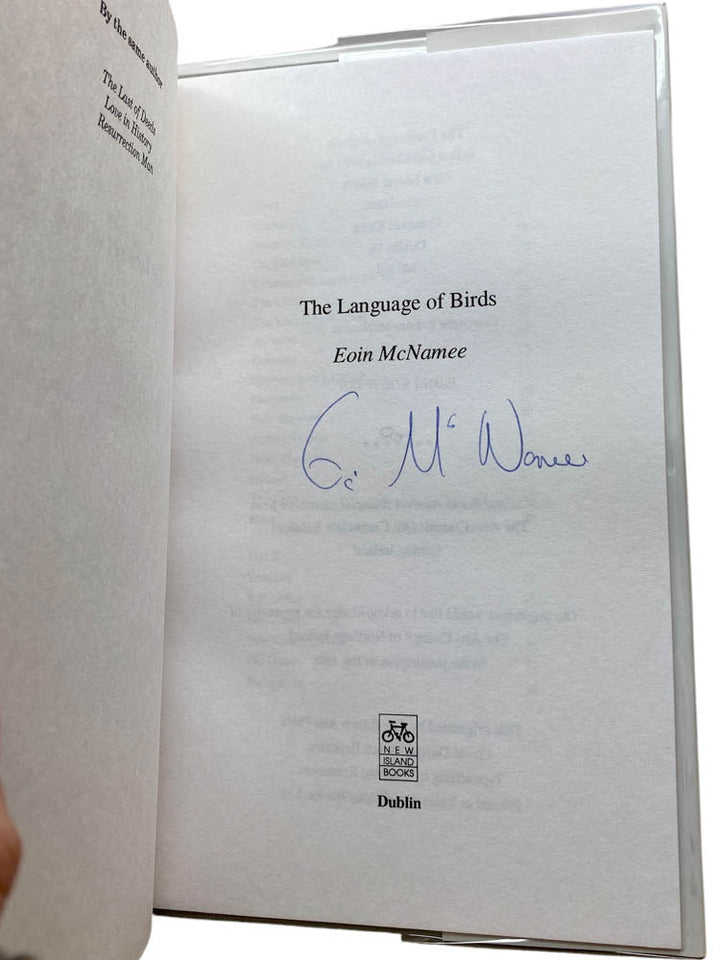 By the same author
The Last of Deeds
Love in History
Resurrection Man
The Language of Birds
Eoin McNamee
Eoin McNamee
NEW
ISLAND
BOOKS
Dublin